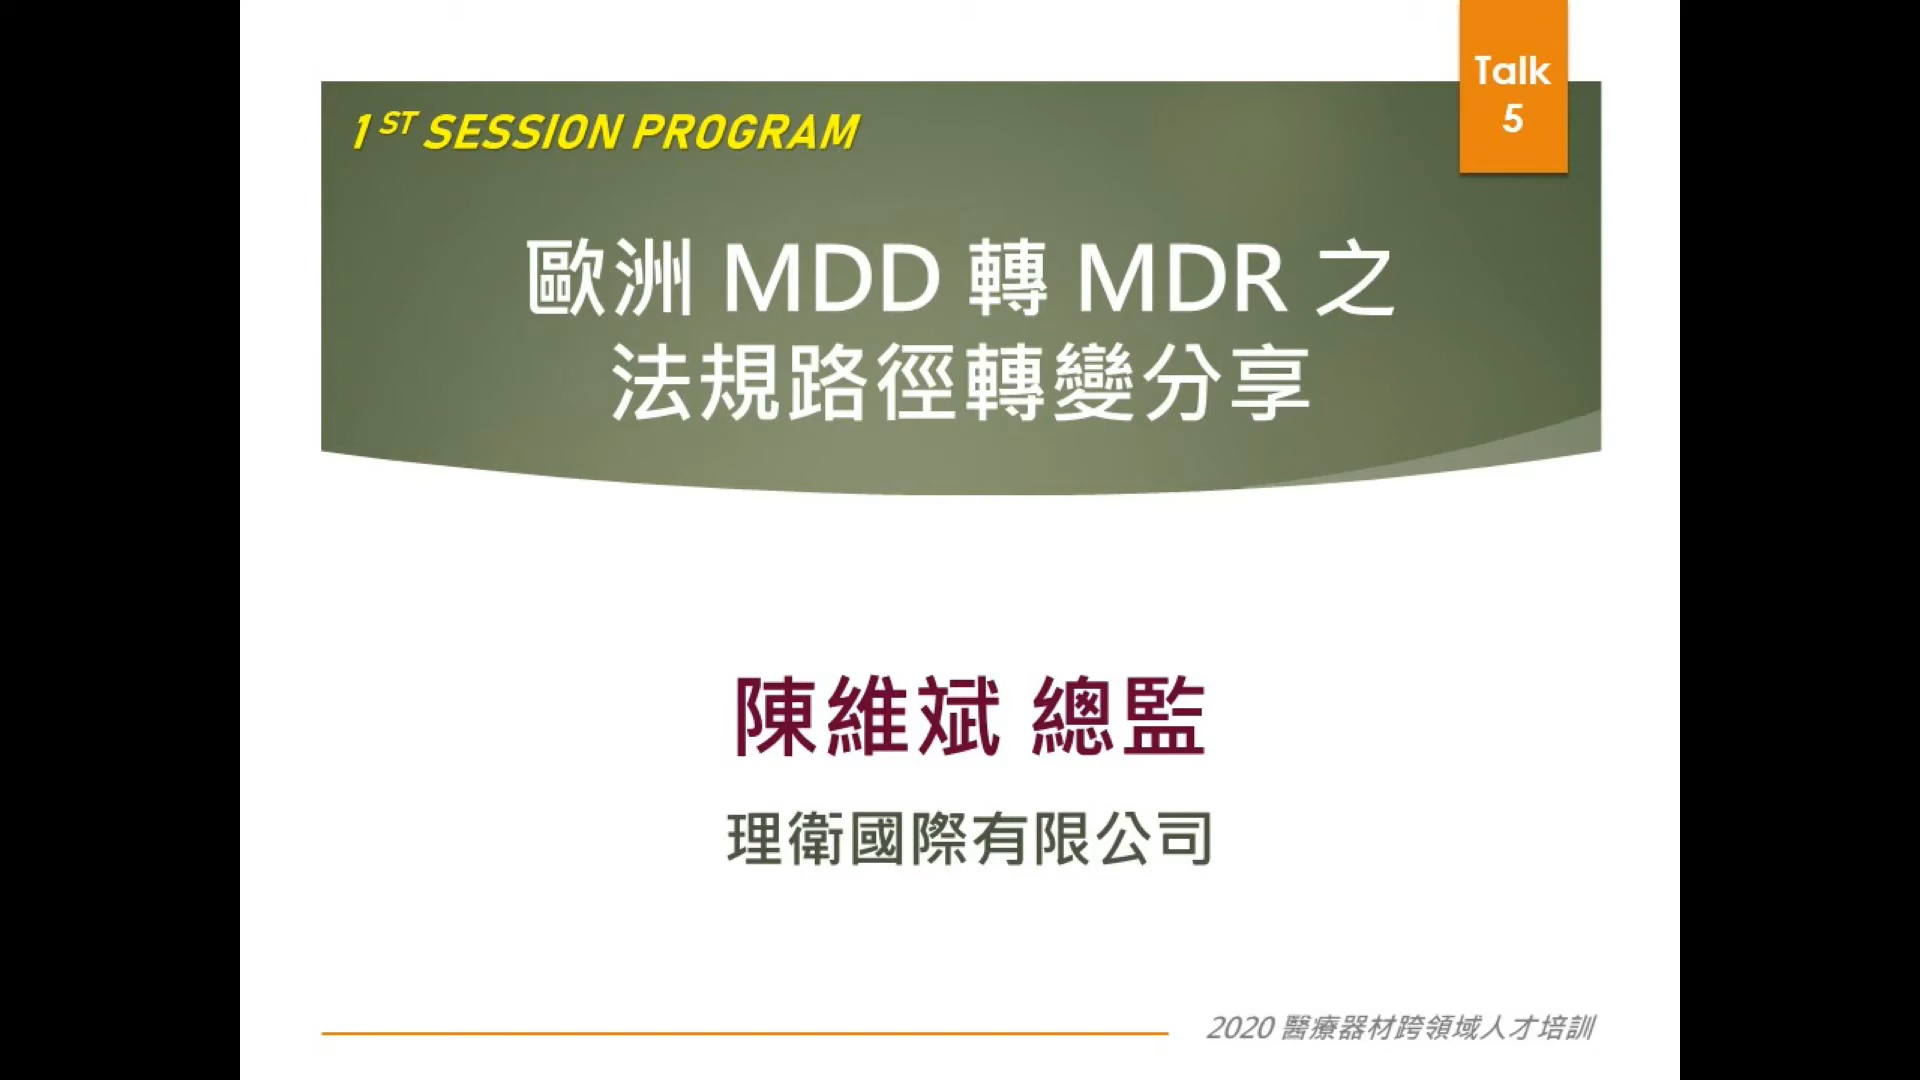 Talk
5
1ST SESSION PROGRAM
歐洲 MDD 轉 MDR 之
法規路徑轉變分享
陳維斌 總監
理衛國際有限公司
2020 醫療器材跨領域人才培訓